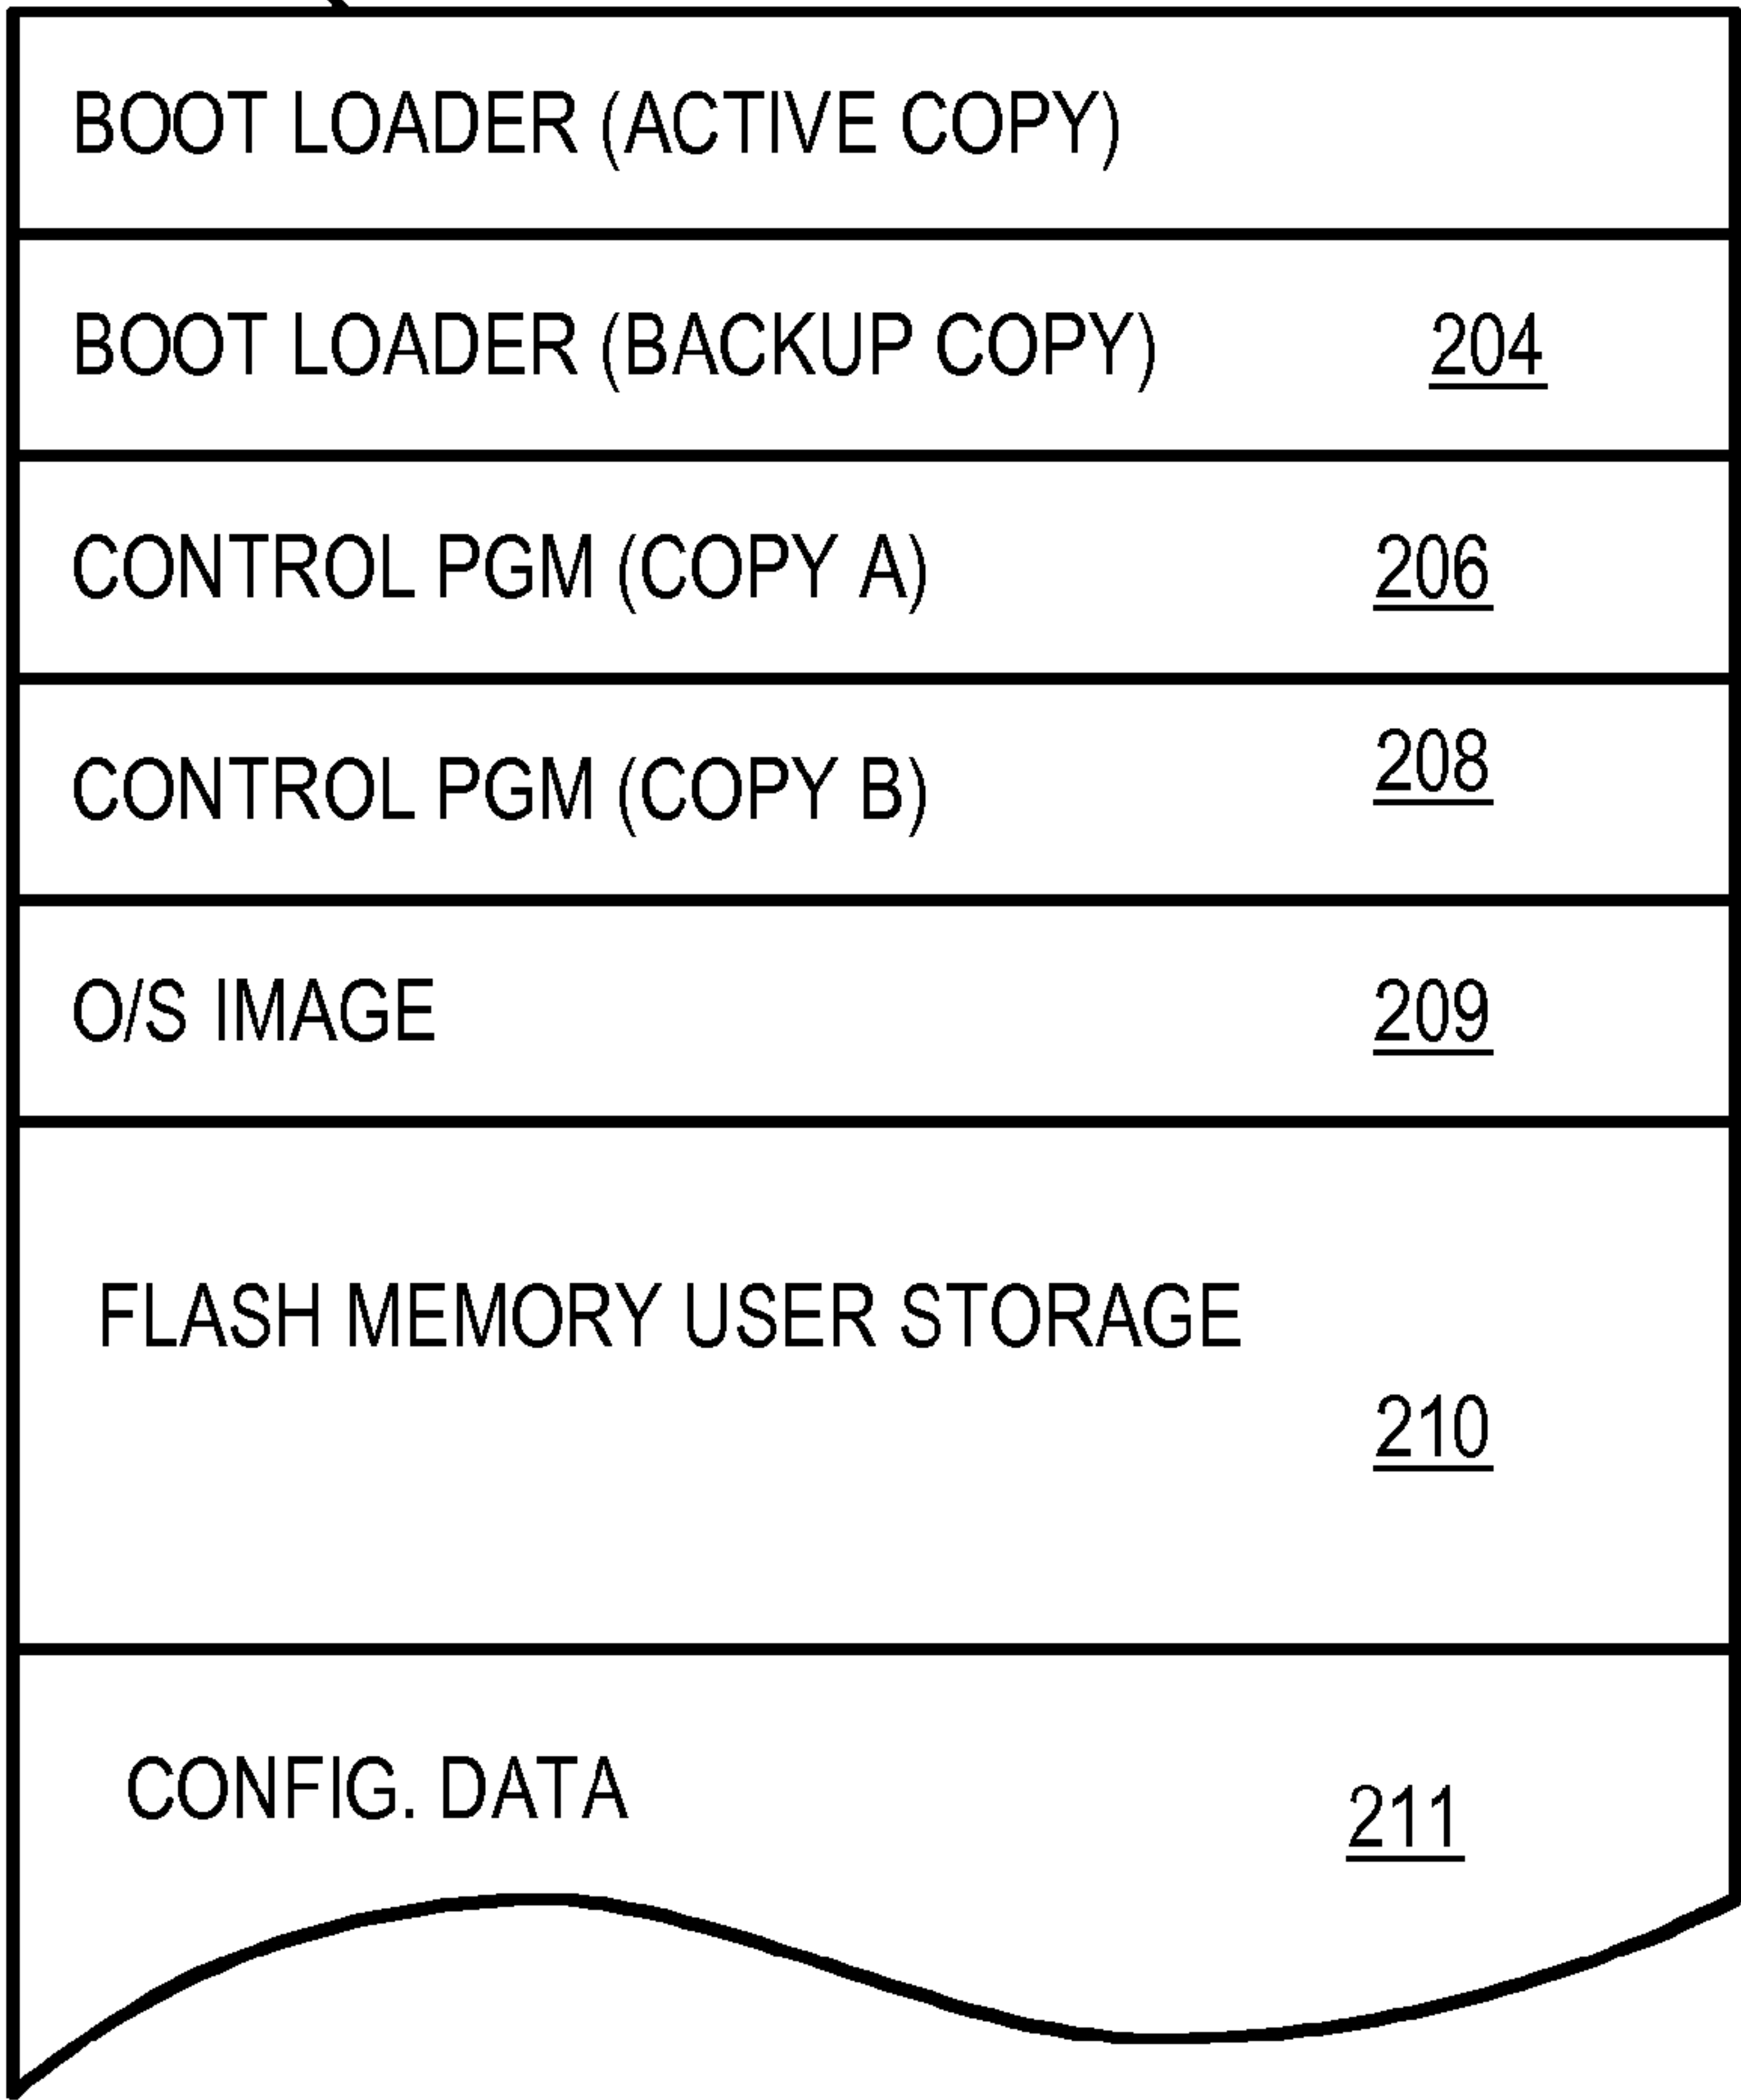 BOOT LOADER (ACTIVE COPY)
BOOT LOADER (BACKUP COPY) 204
CONTROL PGM (COPY A) 206
CONTROL PGM (COPY B) 208
O/S IMAGE 209
FLASH MEMORY USER STORAGE
210
CONFIG. DATA 211